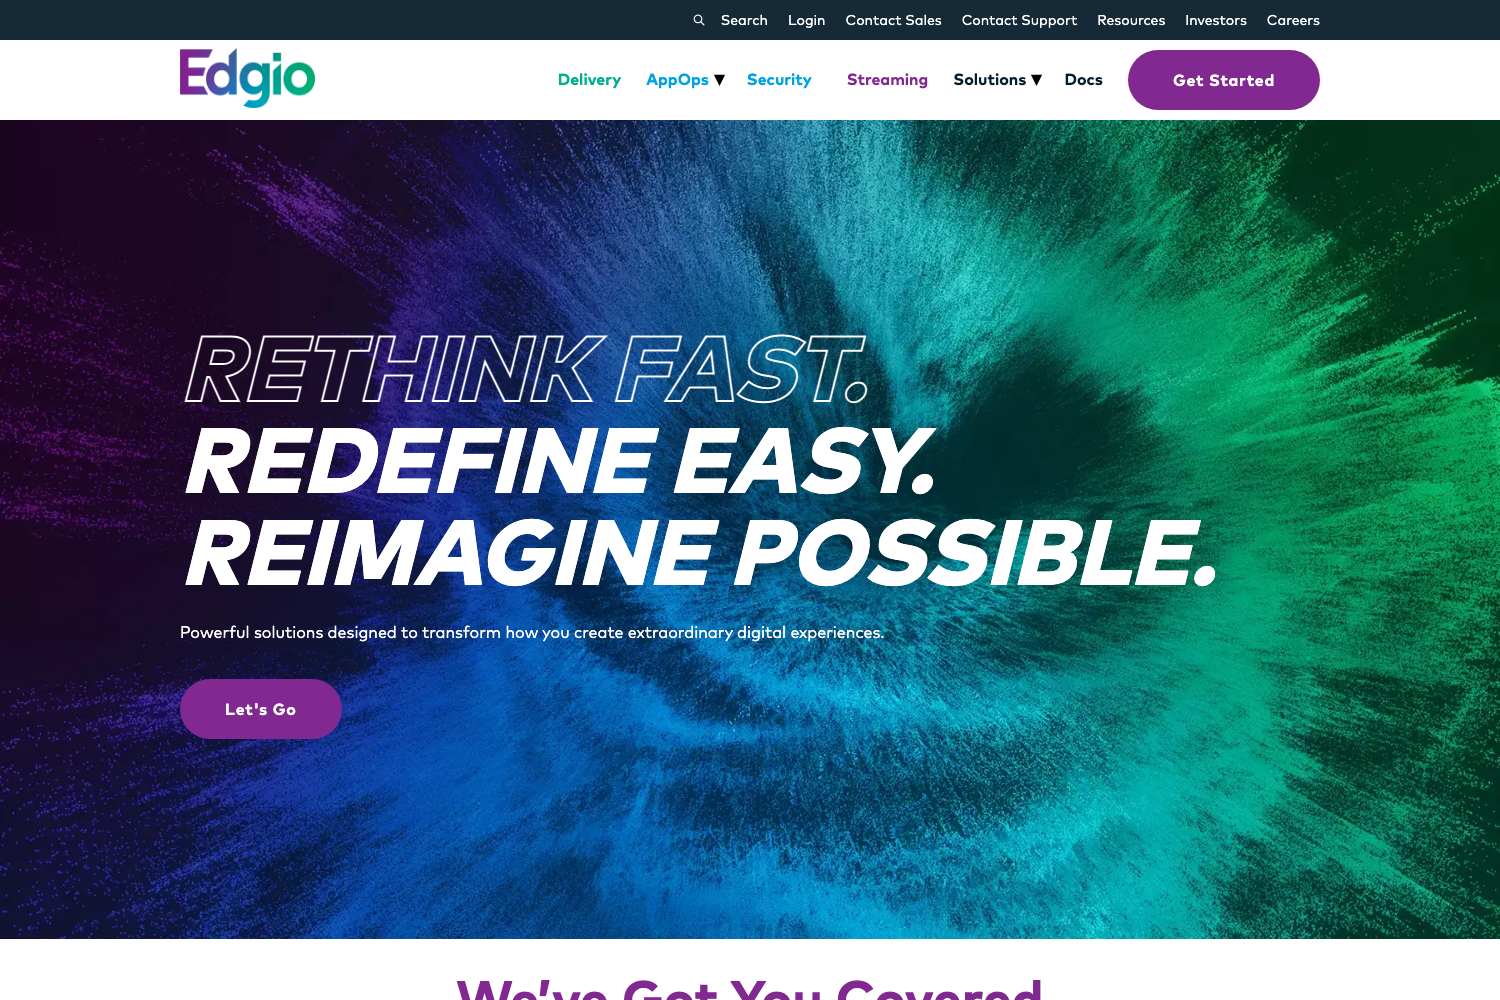 Search Login Contact Sales Contact Support Resources Investors Careers
Edgio
Delivery AppOps Security Streaming Solutions Docs Get Started
RETHINK FAST.
REDEFINE EASY.
REIMAGINE POSSIBLE.
Powerful solutions designed to transform how you create extraordinary digital experiences.
Let's Go
We've Got You Covered